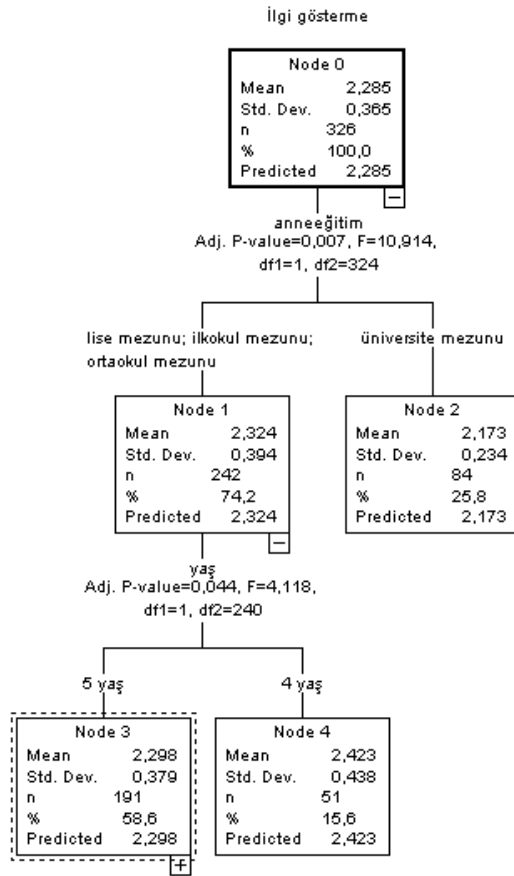 İlgi gösterme
Node 0
Mean 2,285
Std. Dev. 0,365
n 326
% 100,0
Predicted 2,285
anneeğitim
Adj. P-value=0,007, F=10,914,
df1=1, df2=324
lise mezunu; ilkokul mezunu;
ortaokul mezunu
üniversite mezunu
Node 1
Mean 2,324
Std. Dev. 0,394
n 242
% 74,2
Predicted 2,324
Node 2
Mean 2,173
Std. Dev. 0,234
n 84
% 25,8
Predicted 2,173
yaş
Adj. P-value=0,044, F=4,118,
df1=1, df2=240
5 yaş
4 yaş
Node 3
Mean 2,298
Std. Dev. 0,379
n 191
% 58,6
Predicted 2,298
Node 4
Mean 2,423
Std. Dev. 0,438
n 51
% 15,6
Predicted 2,423